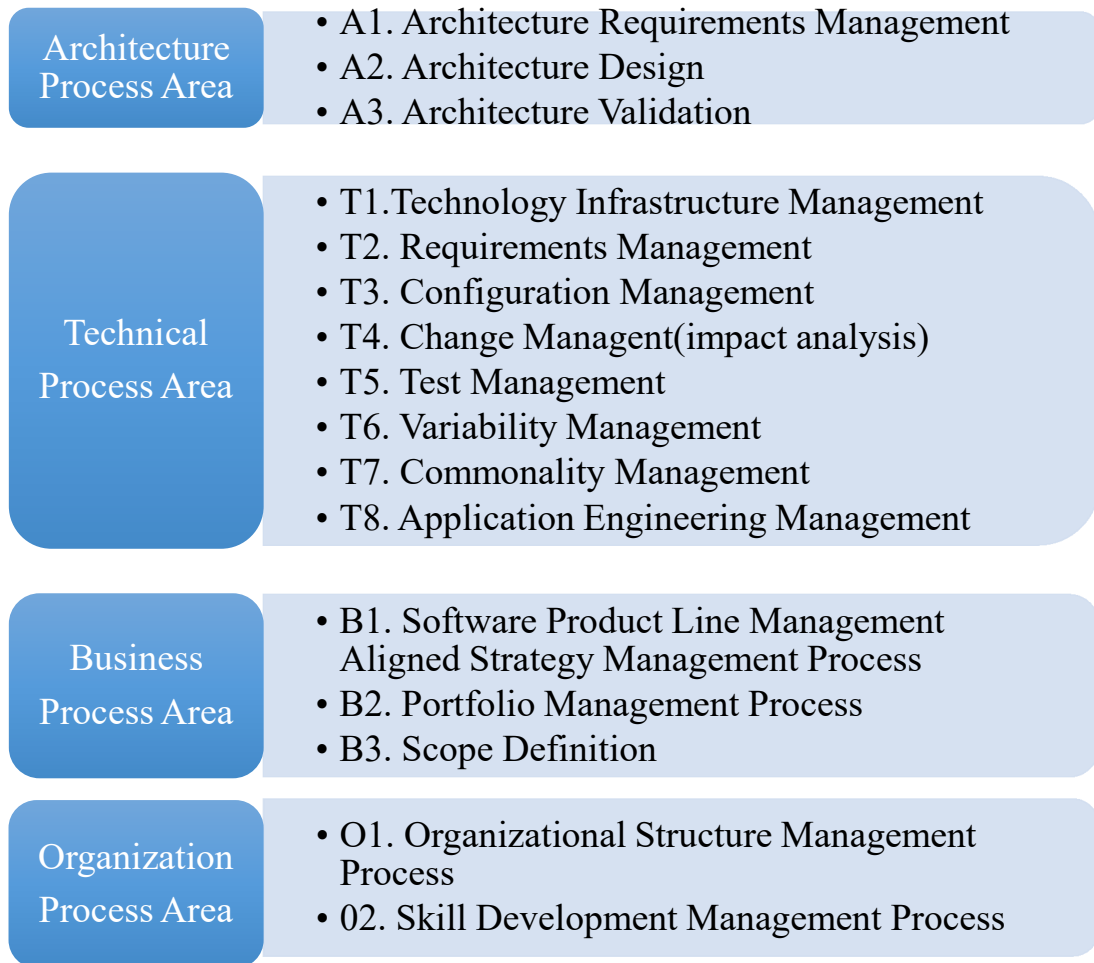 Architecture
Process Area
• A1. Architecture Requirements Management
• A2. Architecture Design
• A3. Architecture Validation
Technical
Process Area
• T1.Technology Infrastructure Management
• T2. Requirements Management
• T3. Configuration Management
• T4. Change Managent(impact analysis)
• T5. Test Management
• T6. Variability Management
• T7. Commonality Management
• T8. Application Engineering Management
Business
Process Area
• B1. Software Product Line Management
Aligned Strategy Management Process
• B2. Portfolio Management Process
• B3. Scope Definition
Organization
Process Area
• O1. Organizational Structure Management
Process
• 02. Skill Development Management Process